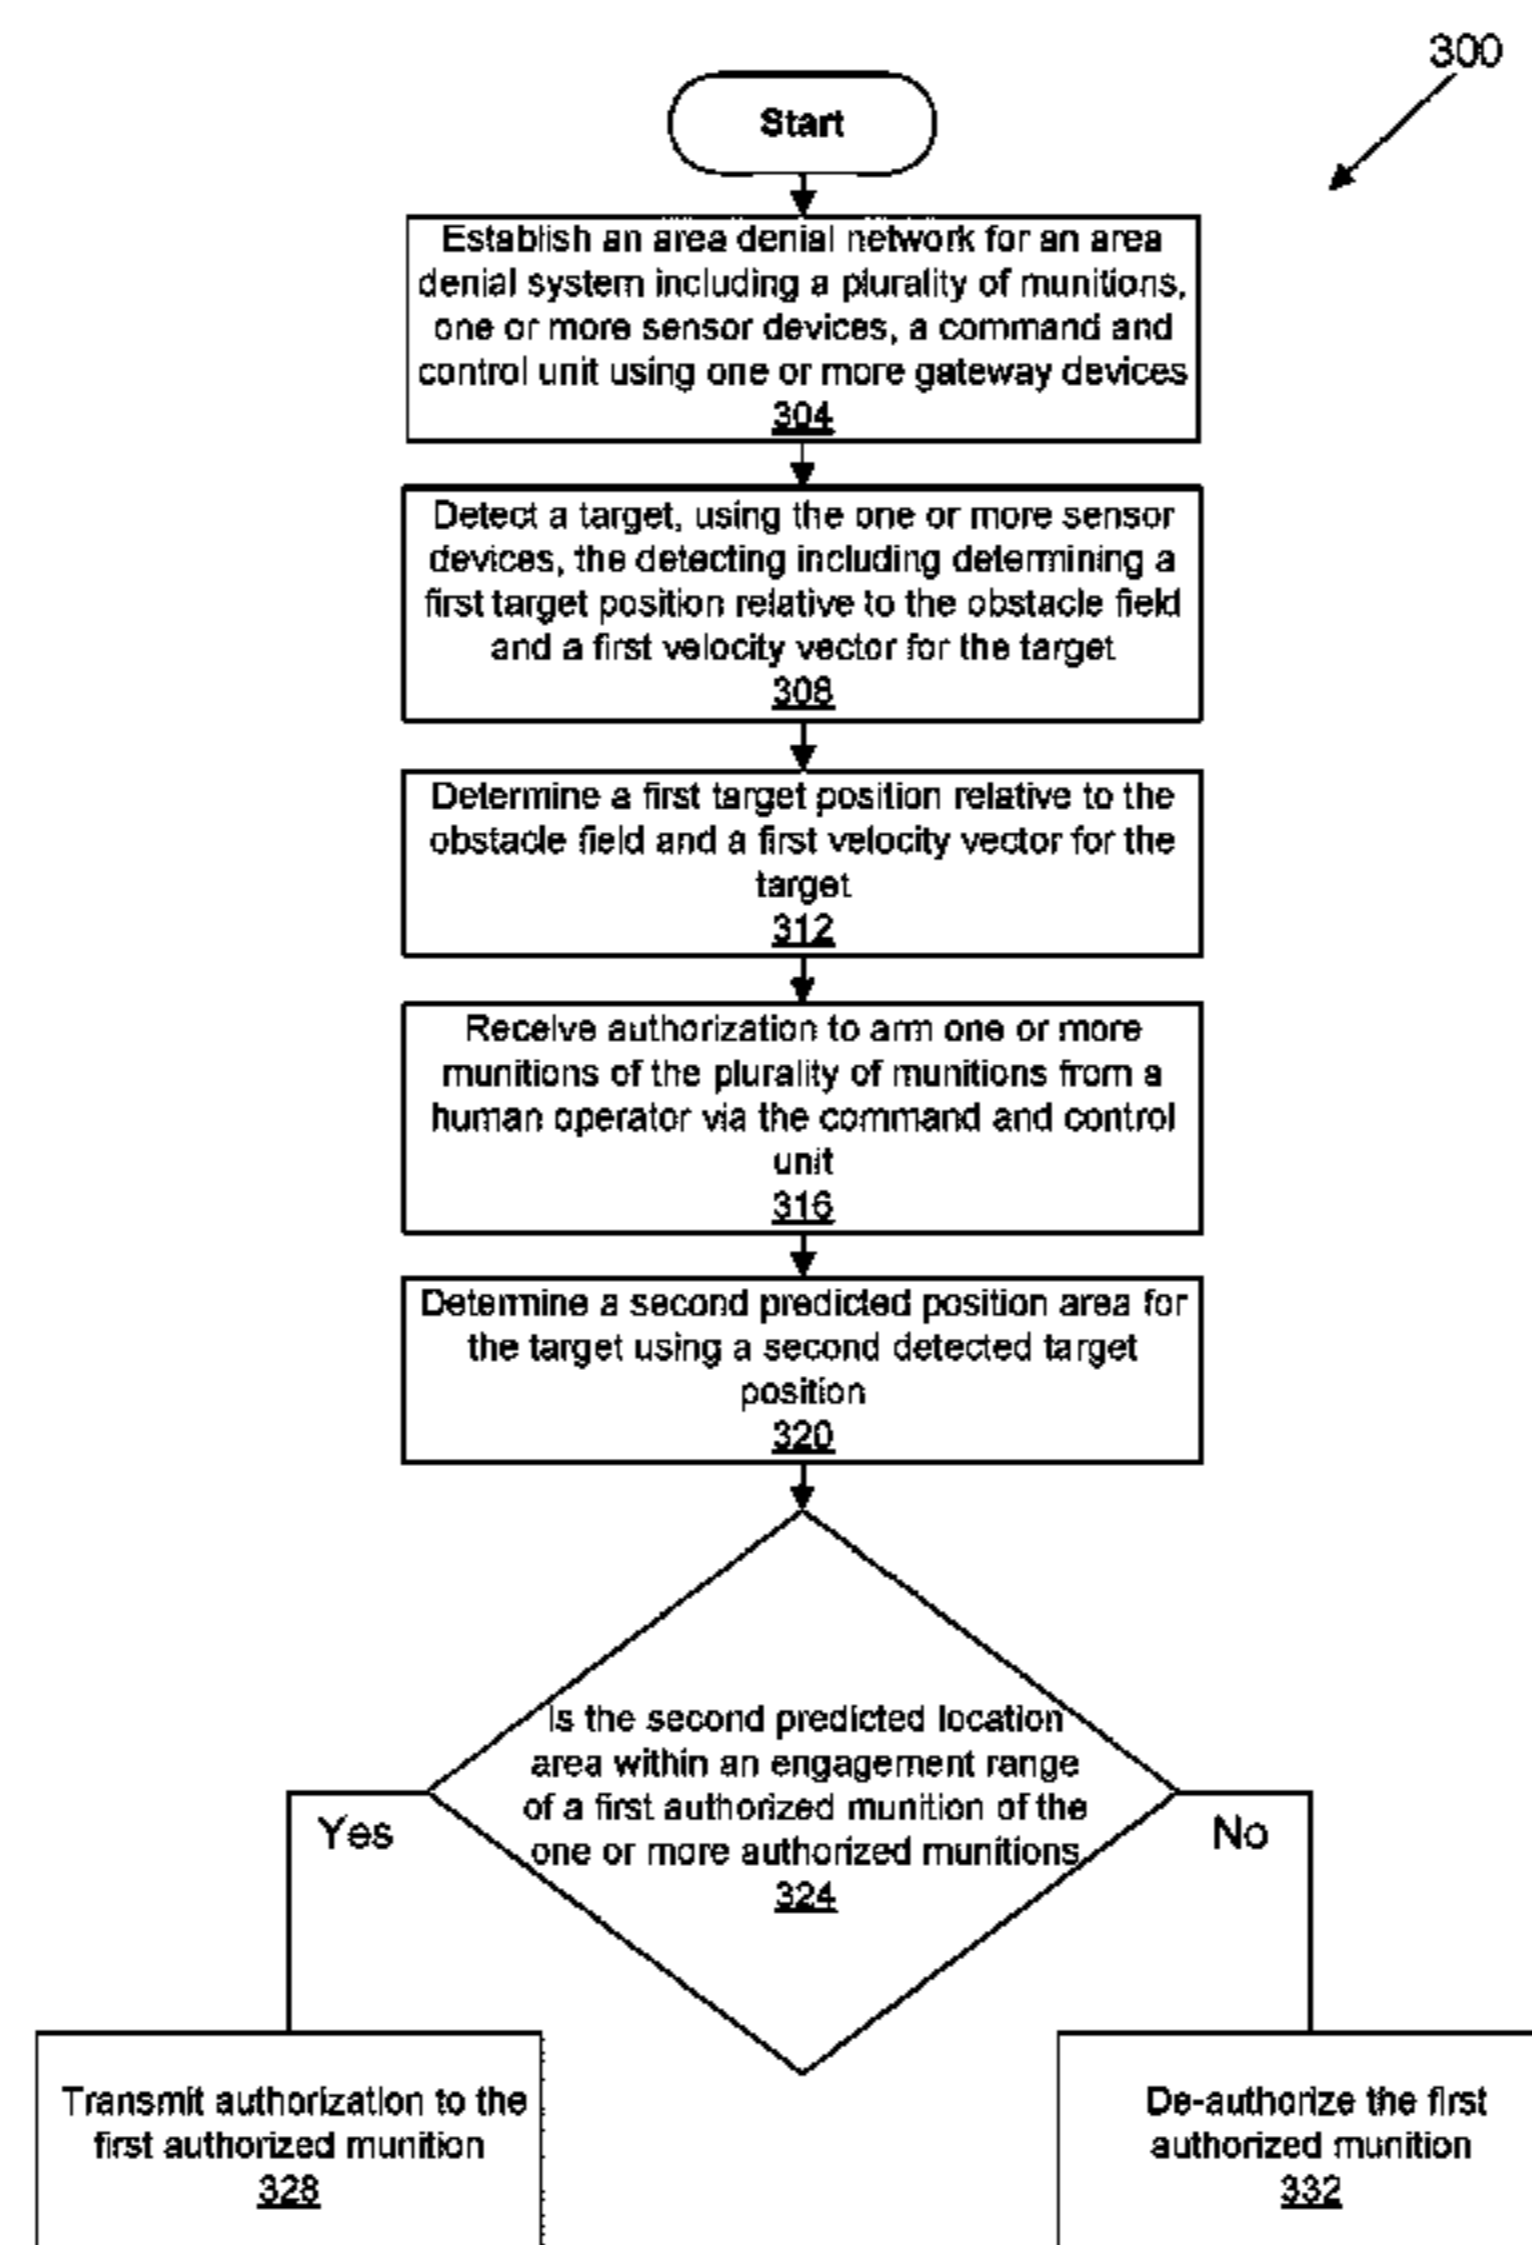 300
Start
Establish an area denial network for an area
denial system including a plurality of munitions,
one or more sensor devices, a command and
control unit using one or more gateway devices
304
Detect a target, using the one or more sensor
devices, the detecting including determining a
first target position relative to the obstacle field
and a first velocity vector for the target
308
Determine a first target position relative to the
obstacle field and a first velocity vector for the
target
312
Receive authorization to arm one or more
munitions of the plurality of munitions from a
human operator via the command and control
unit
316
Determine a second predicted position area for
the target using a second detected target
position
320
Is the second predicted location
area within an engagement range
of a first authorized munition of the
one or more authorized munitions
324
Yes
No
Transmit authorization to the
first authorized munition
328
De-authorize the first
authorized munition
332